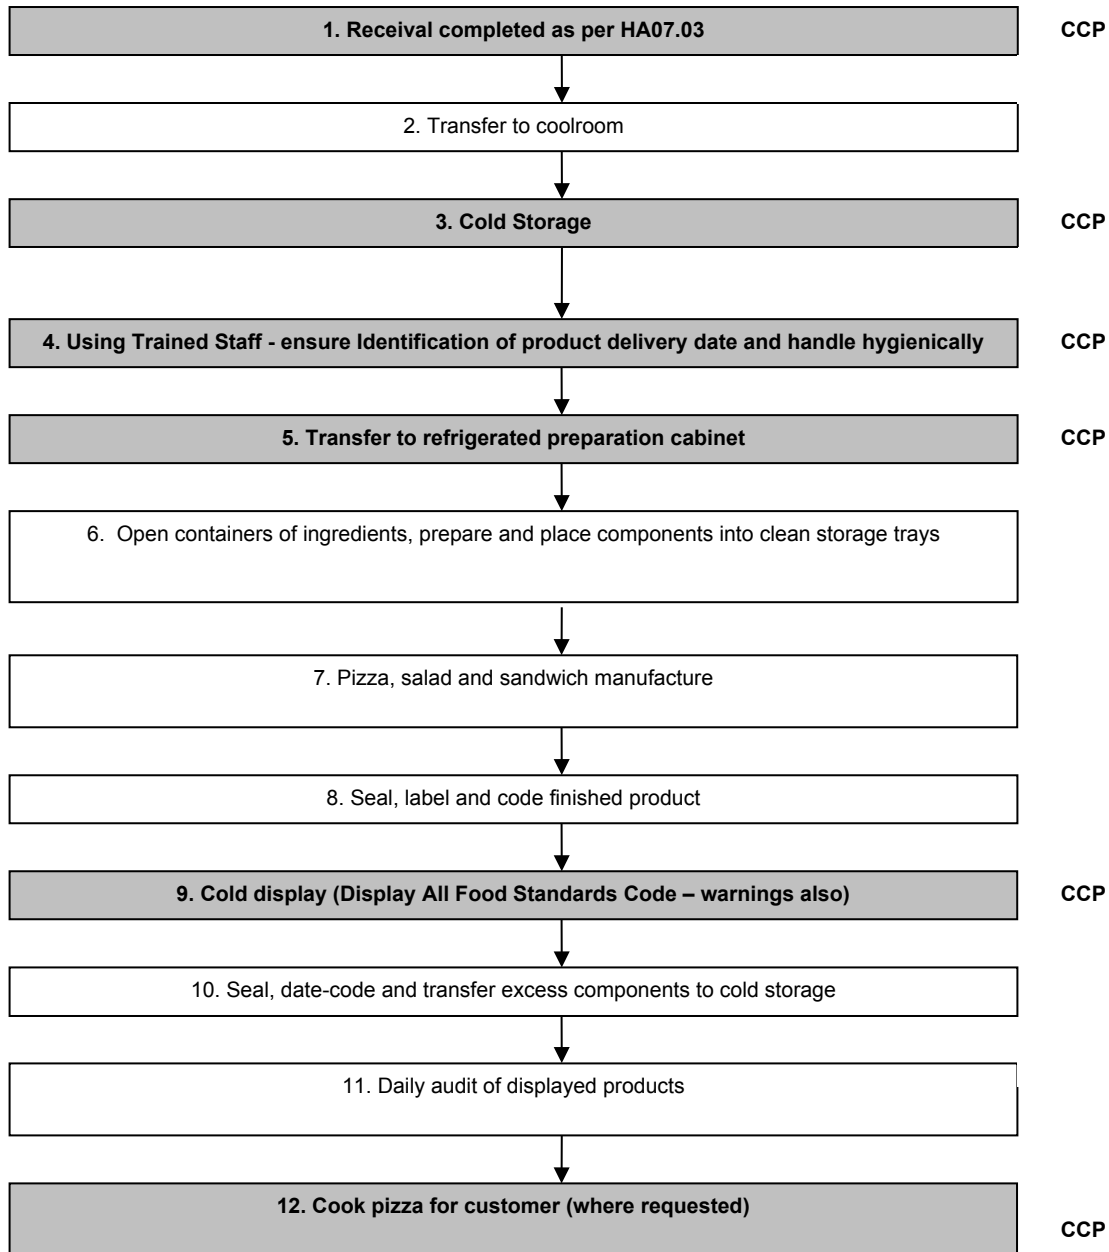 1. Receival completed as per HA07.03 CCP
2. Transfer to coolroom
3. Cold Storage CCP
4. Using Trained Staff - ensure Identification of product delivery date and handle hygienically CCP
5. Transfer to refrigerated preparation cabinet CCP
6. Open containers of ingredients, prepare and place components into clean storage trays
7. Pizza, salad and sandwich manufacture
8. Seal, label and code finished product
9. Cold display (Display All Food Standards Code – warnings also) CCP
10. Seal, date-code and transfer excess components to cold storage
11. Daily audit of displayed products
12. Cook pizza for customer (where requested)
CCP